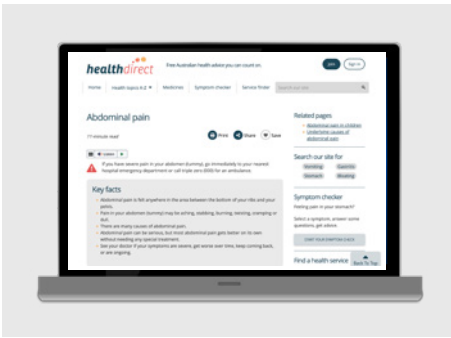 healthdirect
Free Australian health advice you can count on.
Join
Sign in
Home
Health topics A-Z
Medicines
Symptom checker
Service finder
Search our site
Abdominal pain
11-minute read
Print
Share
Save
Listen
If you have severe pain in your abdomen (tummy), go immediately to your nearest
hospital emergency department or call triple zero (000) for an ambulance.
Key facts
Abdominal pain is felt anywhere in the area between the bottom of your ribs and your
pelvis.
Pain in your abdomen (tummy) may be aching, stabbing, burning, twisting, cramping or
dull.
There are many causes of abdominal pain.
Abdominal pain can be serious, but most abdominal pain gets better on its own
without needing any special treatment.
See your doctor if your symptoms are severe, get worse over time, keep coming back,
or are ongoing.
Related pages
Abdominal pain in children
Undefined causes of
abdominal pain
Search our site for
Vomiting
Gastritis
Stomach
Bloating
Symptom checker
Feeling pain in your stomach?
Select a symptom, answer some
questions, get advice.
START YOUR SYMPTOM CHECK
Find a health service
Back To Top